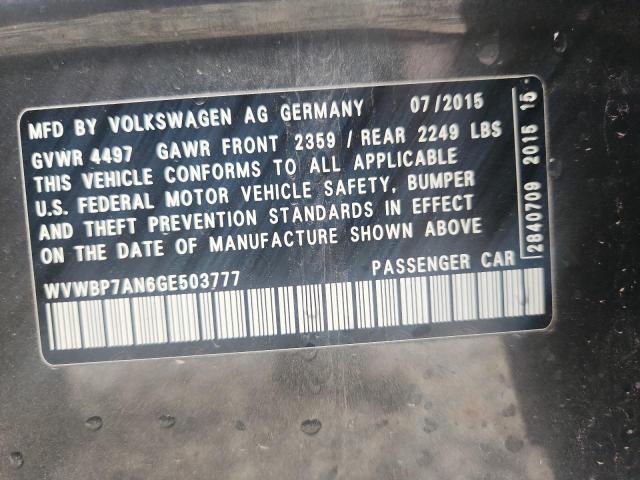 MFD BY VOLKSWAGEN AG GERMANY 07/2015
GVWR 4497 GAWR FRONT 2359 / REAR 2249 LBS
THIS VEHICLE CONFORMS TO ALL APPLICABLE
U.S. FEDERAL MOTOR VEHICLE SAFETY, BUMPER
AND THEFT PREVENTION STANDARDS IN EFFECT
ON THE DATE OF MANUFACTURE SHOWN ABOVE
WVWBP7AN6GE503777 PASSENGER CAR
2840709 2015 15*